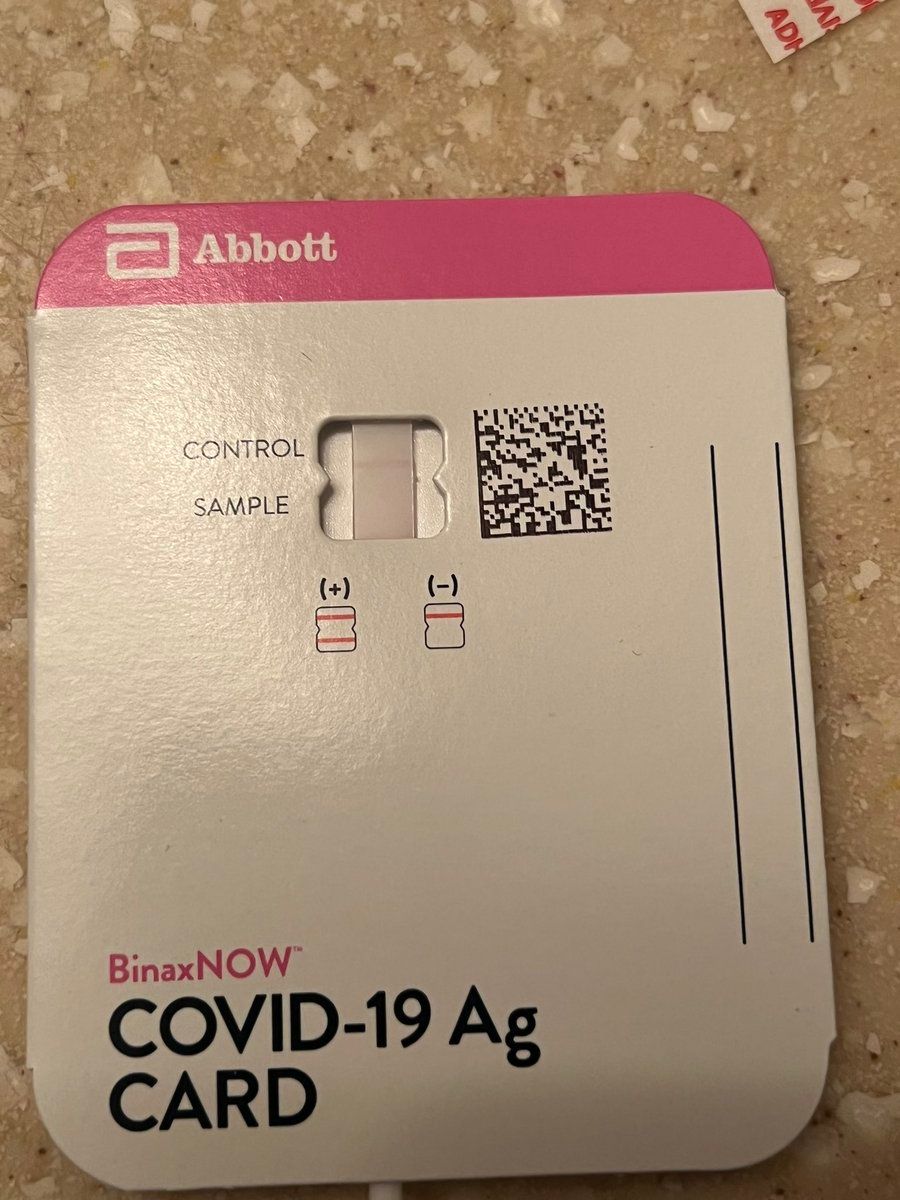 Abbott
CONTROL
SAMPLE
(+) (-)
BinaxNOW™
COVID-19 Ag
CARD